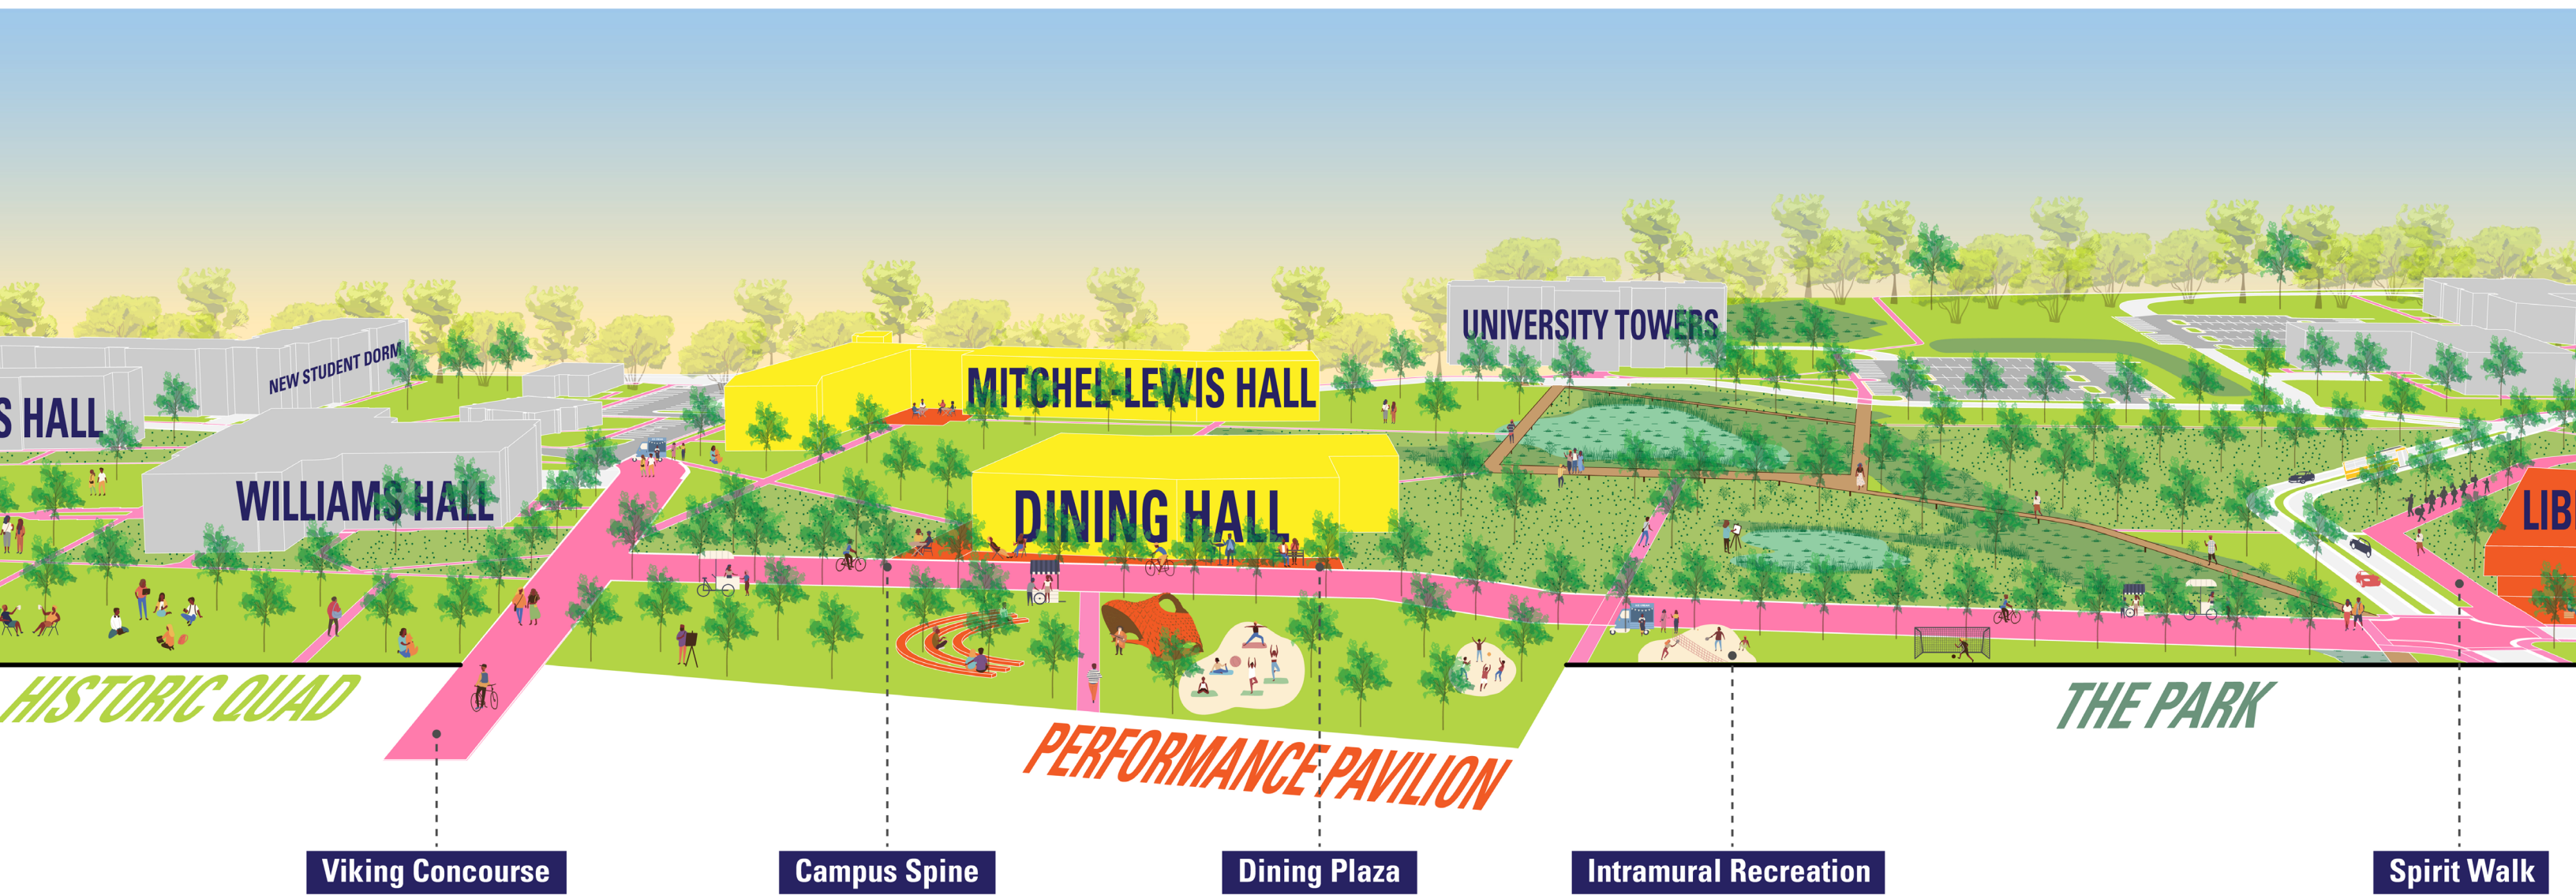 NEW STUDENT DORM
S HALL
WILLIAMS HALL
MITCHEL-LEWIS HALL
DINING HALL
UNIVERSITY TOWERS
LIB
HISTORIC QUAD
PERFORMANCE PAVILION
THE PARK
Viking Concourse
Campus Spine
Dining Plaza
Intramural Recreation
Spirit Walk